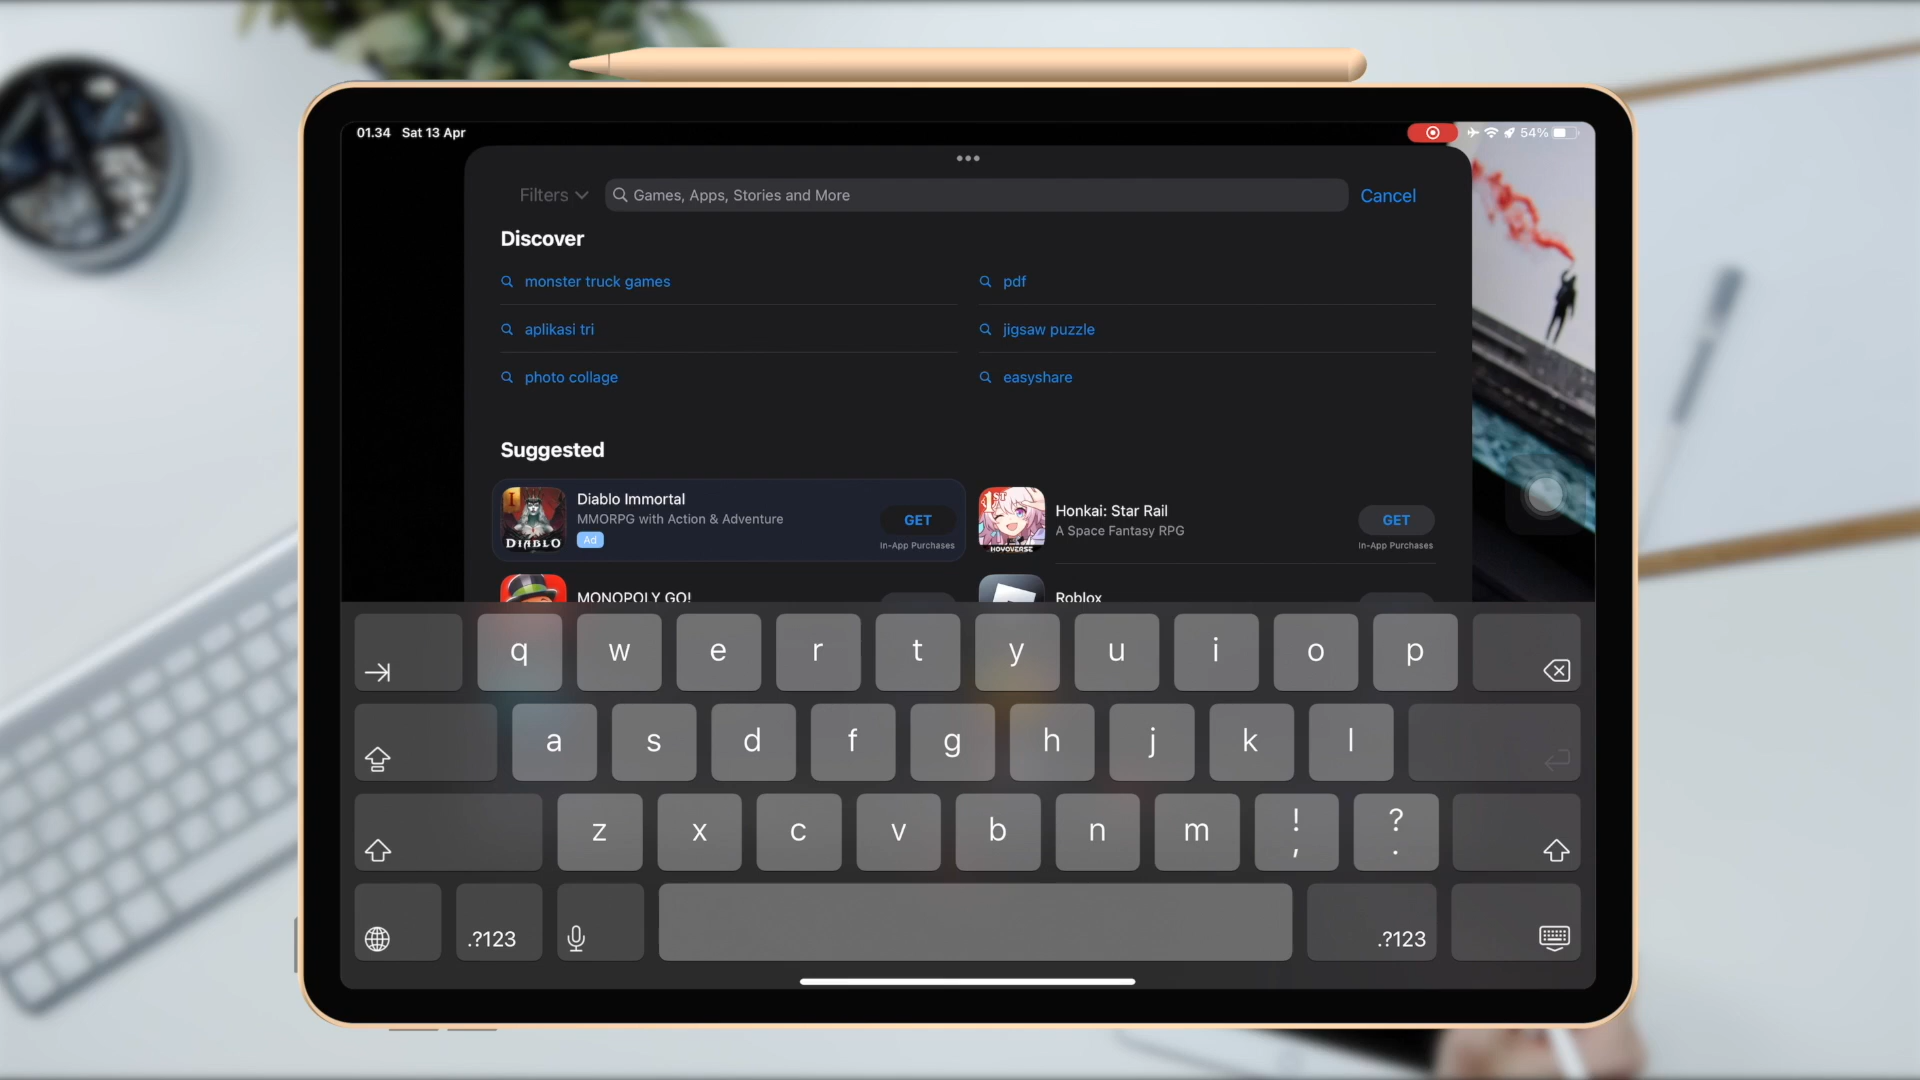 01.34 Sat 13 Apr
54%
Filters
Games, Apps, Stories and More
Cancel
Discover
monster truck games
pdf
aplikasi tri
jigsaw puzzle
photo collage
easyshare
Suggested
Diablo Immortal
MMORPG with Action & Adventure
Ad
GET
In-App Purchases
DIABLO
Honkai: Star Rail
A Space Fantasy RPG
GET
In-App Purchases
1ST
HOYOVERSE
MONOPOLY GO!
Roblox
q w e r t y u i o p
a s d f g h j k l
z x c v b n m ! , ? .
.?123 .?123